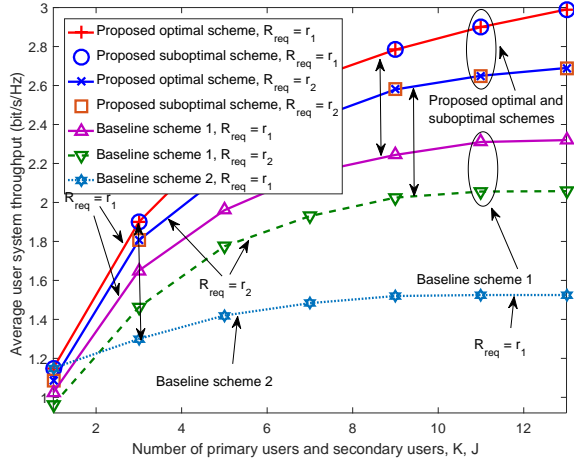 3
2.8
2.6
2.4
2.2
2
1.8
1.6
1.4
1.2
1
2
4
6
8
10
12
Average user system throughput (bit/s/Hz)
Number of primary users and secondary users, K, J
Proposed optimal scheme, R_req = r_1
Proposed suboptimal scheme, R_req = r_1
Proposed optimal scheme, R_req = r_2
Proposed suboptimal scheme, R_req = r_2
Baseline scheme 1, R_req = r_1
Baseline scheme 1, R_req = r_2
Baseline scheme 2, R_req = r_1
Proposed optimal and
suboptimal schemes
R_req = r_1
R_req = r_2
Baseline scheme 1
R_req = r_1
Baseline scheme 2